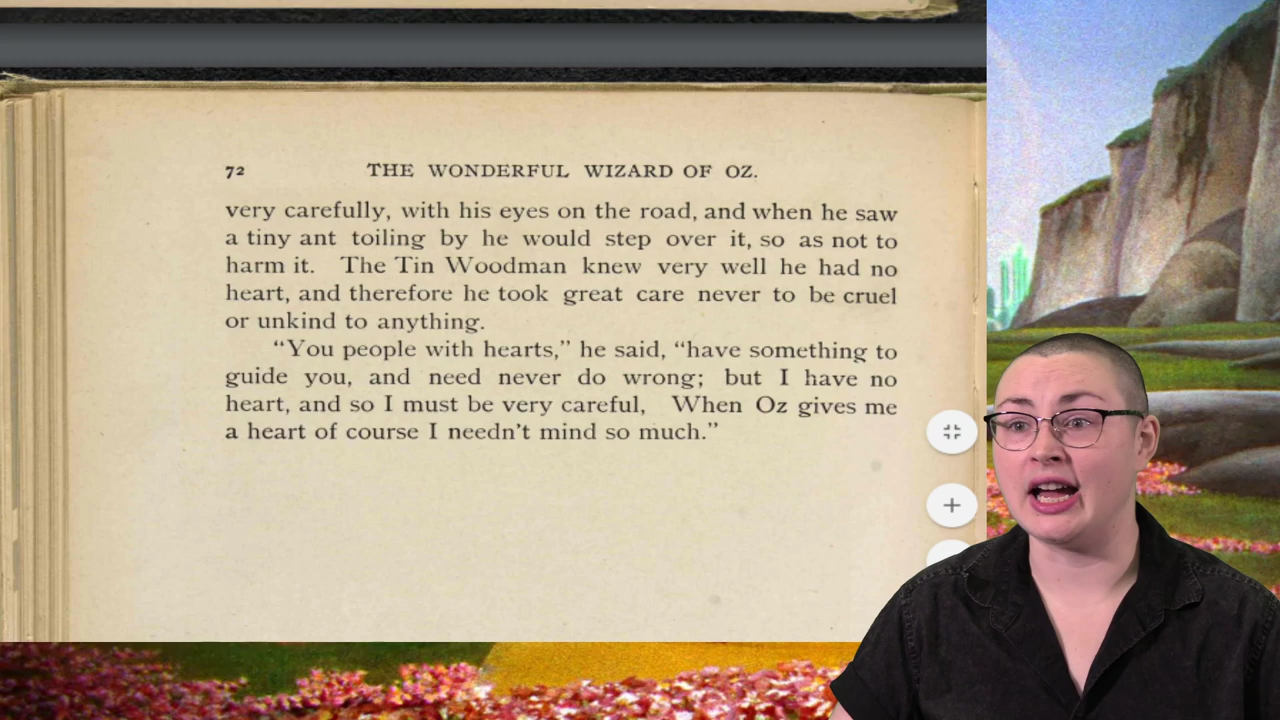 72 THE WONDERFUL WIZARD OF OZ.
very carefully, with his eyes on the road, and when he saw
a tiny ant toiling by he would step over it, so as not to
harm it. The Tin Woodman knew very well he had no
heart, and therefore he took great care never to be cruel
or unkind to anything.
“You people with hearts,” he said, “have something to
guide you, and need never do wrong; but I have no
heart, and so I must be very careful, When Oz gives me
a heart of course I needn’t mind so much.”